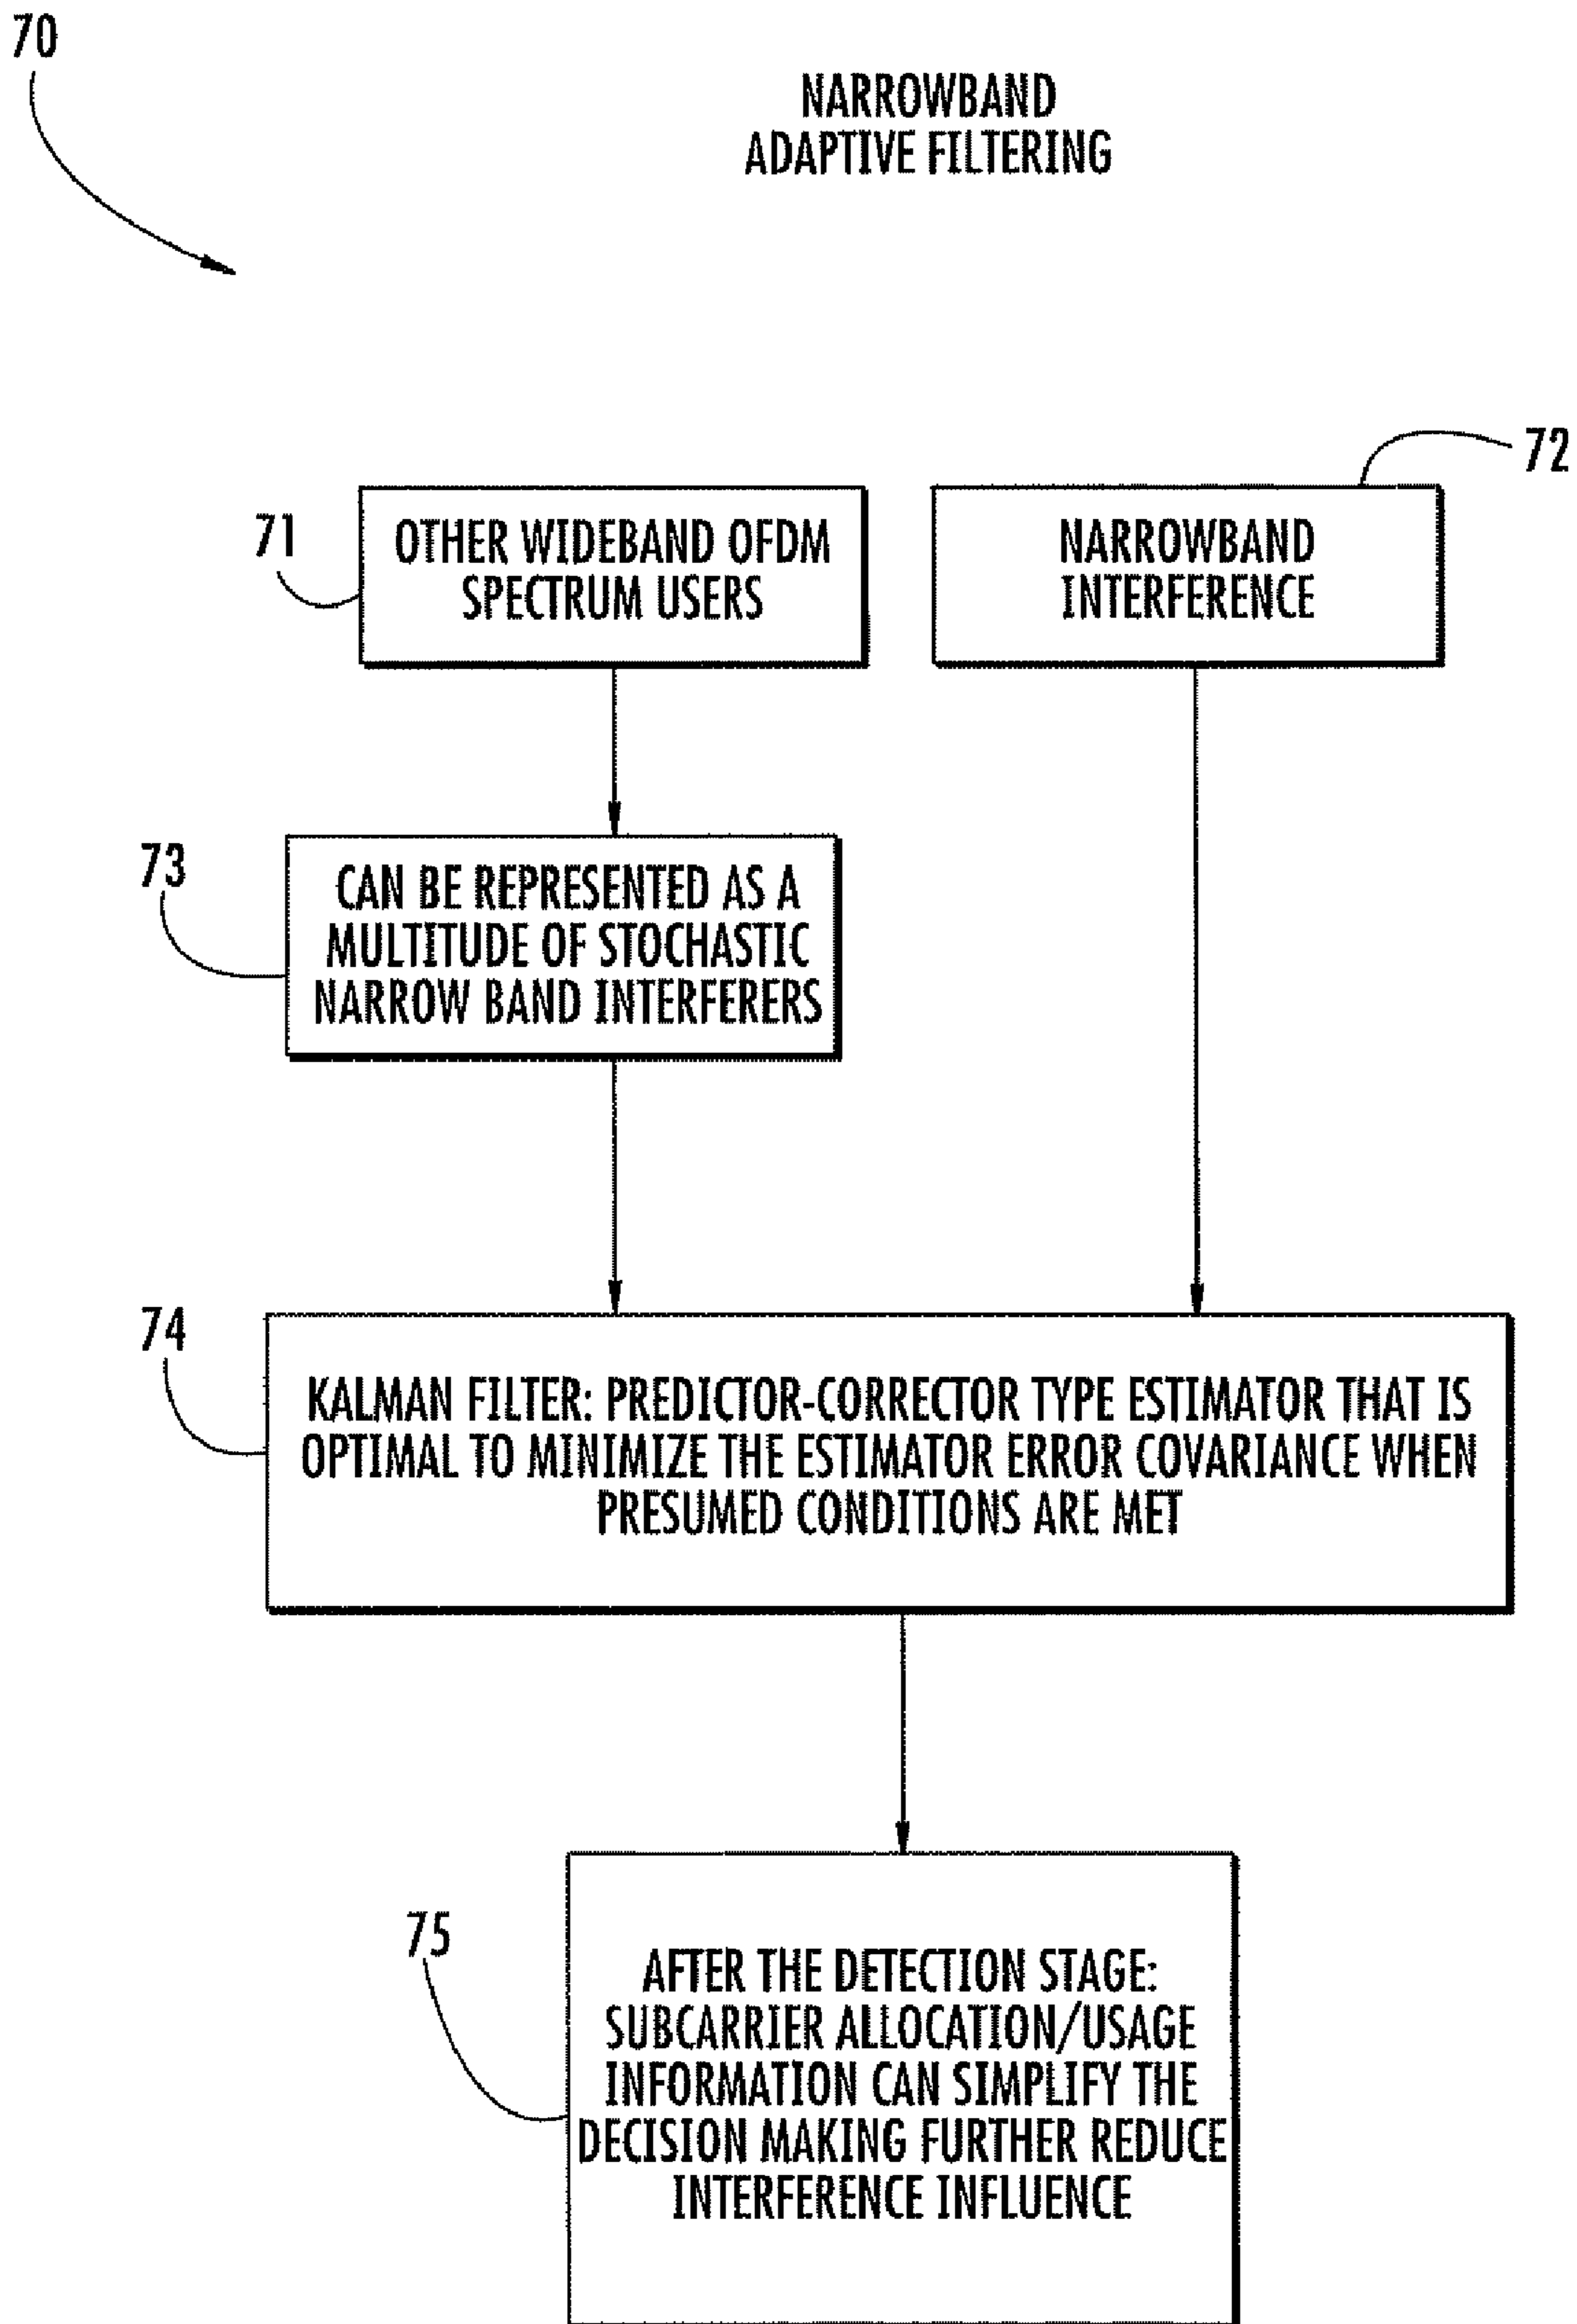 70
NARROWBAND
ADAPTIVE FILTERING
72
71
OTHER WIDEBAND OFDM
SPECTRUM USERS
NARROWBAND
INTERFERENCE
73
CAN BE REPRESENTED AS A
MULTITUDE OF STOCHASTIC
NARROW BAND INTERFERERS
74
KALMAN FILTER: PREDICTOR-CORRECTOR TYPE ESTIMATOR THAT IS
OPTIMAL TO MINIMIZE THE ESTIMATOR ERROR COVARIANCE WHEN
PRESUMED CONDITIONS ARE MET
75
AFTER THE DETECTION STAGE:
SUBCARRIER ALLOCATION/USAGE
INFORMATION CAN SIMPLIFY THE
DECISION MAKING FURTHER REDUCE
INTERFERENCE INFLUENCE